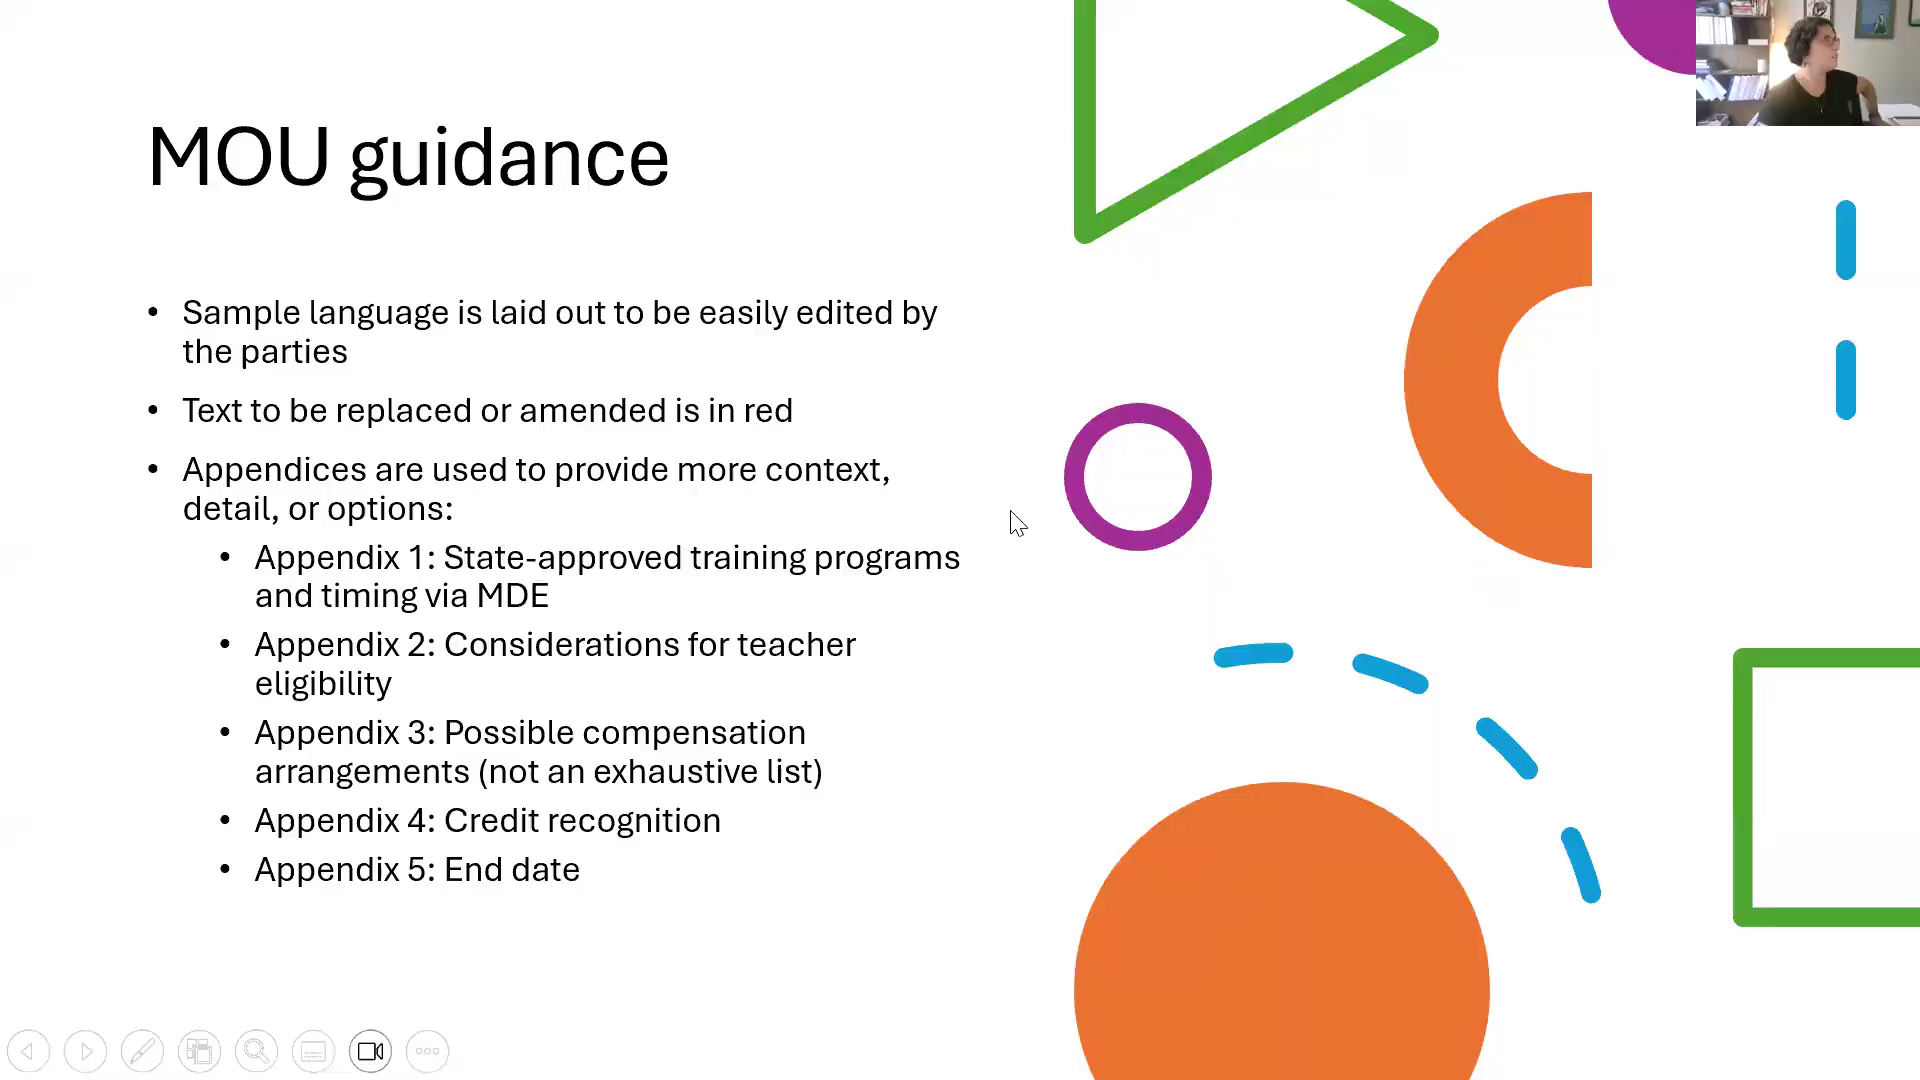 MOU guidance
• Sample language is laid out to be easily edited by
the parties
• Text to be replaced or amended is in red
• Appendices are used to provide more context,
detail, or options:
• Appendix 1: State-approved training programs
and timing via MDE
• Appendix 2: Considerations for teacher
eligibility
• Appendix 3: Possible compensation
arrangements (not an exhaustive list)
• Appendix 4: Credit recognition
• Appendix 5: End date